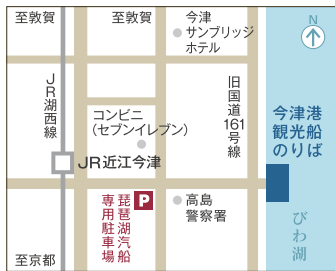 至敦賀
至敦賀
今津
サンブリッジ
ホテル
N
JR湖西線
コンビニ
(セブンイレブン)
旧国道161号線
今津港
観光船
のりば
JR近江今津
P
琵琶湖汽船
専用駐車場
高島
警察署
びわ湖
至京都